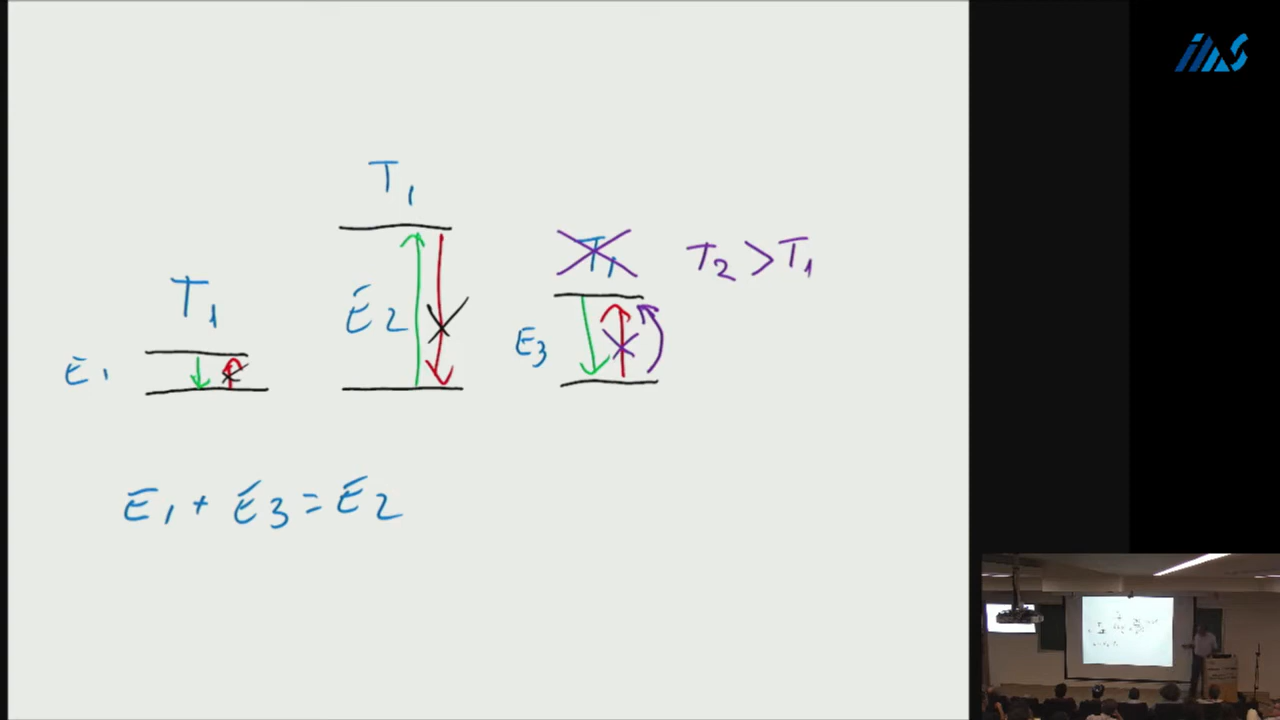 T₁
T₁
T₁ T₂ > T₁
E₁ E₂ E₃
E₁ + E₃ = E₂